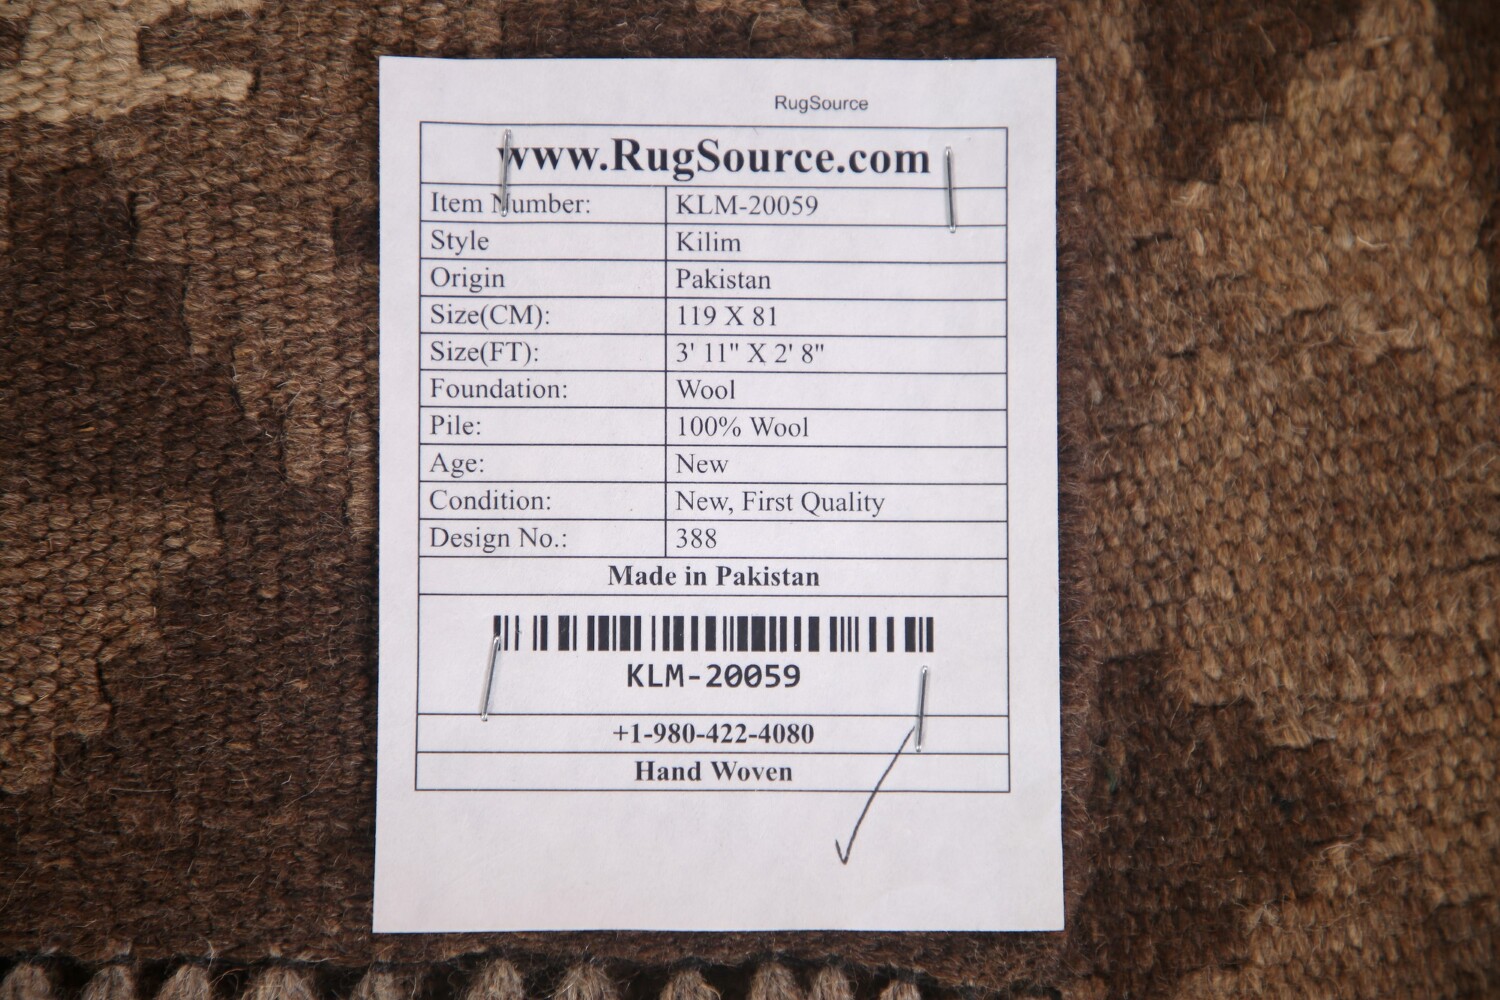 RugSource
www.RugSource.com
Item Number: KLM-20059
Style Kilim
Origin Pakistan
Size(CM): 119 X 81
Size(FT): 3' 11" X 2' 8"
Foundation: Wool
Pile: 100% Wool
Age: New
Condition: New, First Quality
Design No.: 388
Made in Pakistan
KLM-20059
+1-980-422-4080
Hand Woven